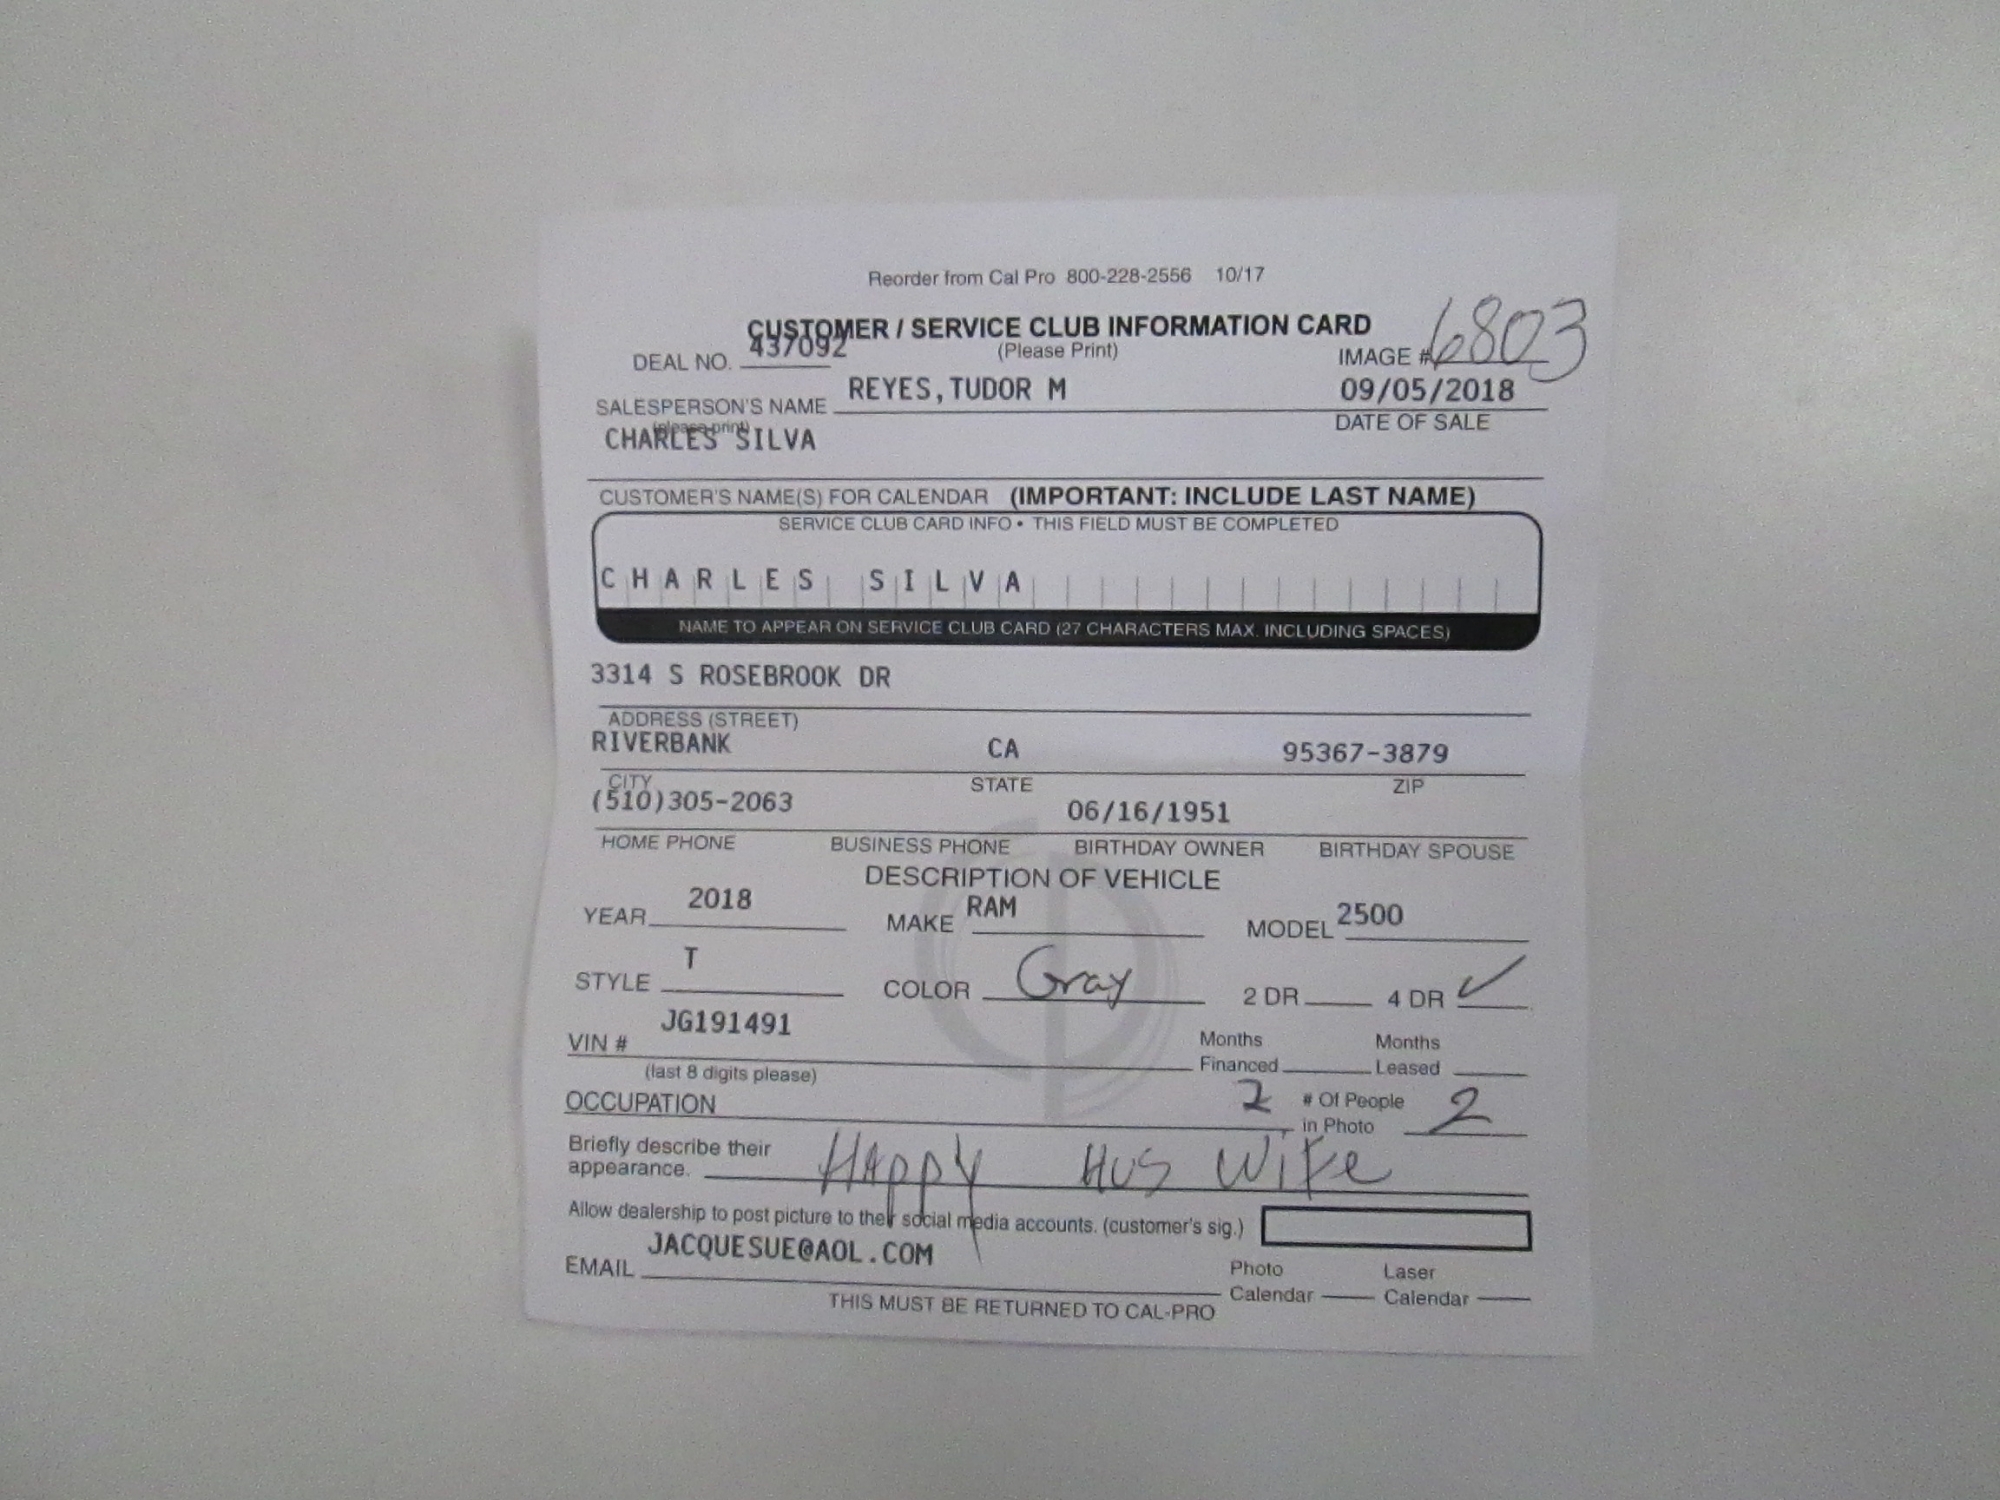 Reorder from Cal Pro 800-228-2556 10/17
CUSTOMER / SERVICE CLUB INFORMATION CARD
(Please Print)
DEAL NO. 437092
IMAGE # 6803
SALESPERSON'S NAME REYES,TUDOR M 09/05/2018
(please print)
DATE OF SALE
CHARLES SILVA
CUSTOMER'S NAME(S) FOR CALENDAR (IMPORTANT: INCLUDE LAST NAME)
SERVICE CLUB CARD INFO • THIS FIELD MUST BE COMPLETED
CHARLES SILVA
NAME TO APPEAR ON SERVICE CLUB CARD (27 CHARACTERS MAX. INCLUDING SPACES)
3314 S ROSEBROOK DR
ADDRESS (STREET)
RIVERBANK CA 95367-3879
CITY STATE ZIP
(510)305-2063 06/16/1951
HOME PHONE BUSINESS PHONE BIRTHDAY OWNER BIRTHDAY SPOUSE
DESCRIPTION OF VEHICLE
YEAR 2018 MAKE RAM MODEL 2500
STYLE T COLOR Gray 2 DR 4 DR ✓
VIN # JG191491
(last 8 digits please)
Months Financed Months Leased
OCCUPATION 2 # Of People in Photo 2
Briefly describe their appearance. HAppy Hus Wife
Allow dealership to post picture to their social media accounts. (customer's sig.)
EMAIL JACQUESUE@AOL.COM
Photo Calendar Laser Calendar
THIS MUST BE RETURNED TO CAL-PRO